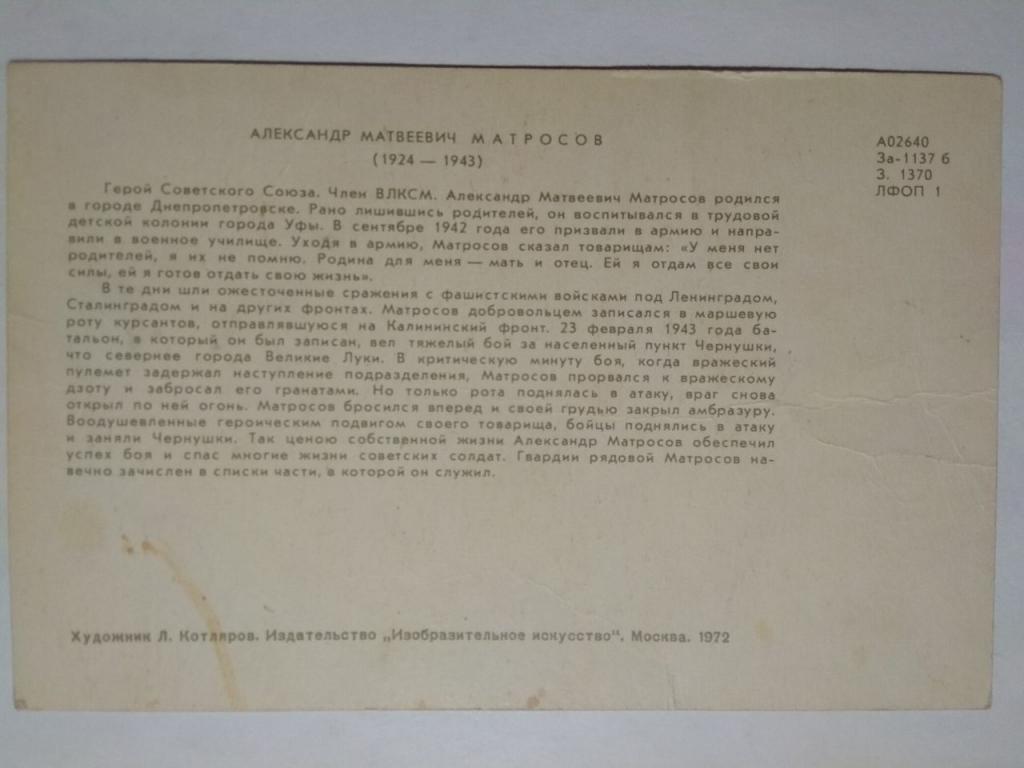 АЛЕКСАНДР МАТВЕЕВИЧ МАТРОСОВ
(1924 — 1943)
А02640
За-1137 б
З. 1370
ЛФОП 1
Герой Советского Союза. Член ВЛКСМ. Александр Матвеевич Матросов родился
в городе Днепропетровске. Рано лишившись родителей, он воспитывался в трудовой
детской колонии города Уфы. В сентябре 1942 года его призвали в армию и напра-
вили в военное училище. Уходя в армию, Матросов сказал товарищам: «У меня нет
родителей, я их не помню. Родина для меня — мать и отец. Ей я отдам все свои
силы, ей я готов отдать свою жизнь».
В те дни шли ожесточенные сражения с фашистскими войсками под Ленинградом,
Сталинградом и на других фронтах. Матросов добровольцем записался в маршевую
роту курсантов, отправлявшуюся на Калининский фронт. 23 февраля 1943 года ба-
тальон, в который он был записан, вел тяжелый бой за населенный пункт Чернушки,
что севернее города Великие Луки. В критическую минуту боя, когда вражеский
пулемет задержал наступление подразделения, Матросов прорвался к вражескому
дзоту и забросал его гранатами. Но только рота поднялась в атаку, враг снова
открыл по ней огонь. Матросов бросился вперед и своей грудью закрыл амбразуру.
Воодушевленные героическим подвигом своего товарища, бойцы поднялись в атаку
и заняли Чернушки. Так ценою собственной жизни Александр Матросов обеспечил
успех боя и спас многие жизни советских солдат. Гвардии рядовой Матросов на-
вечно зачислен в списки части, в которой он служил.
Художник Л. Котляров. Издательство „Изобразительное искусство“. Москва. 1972